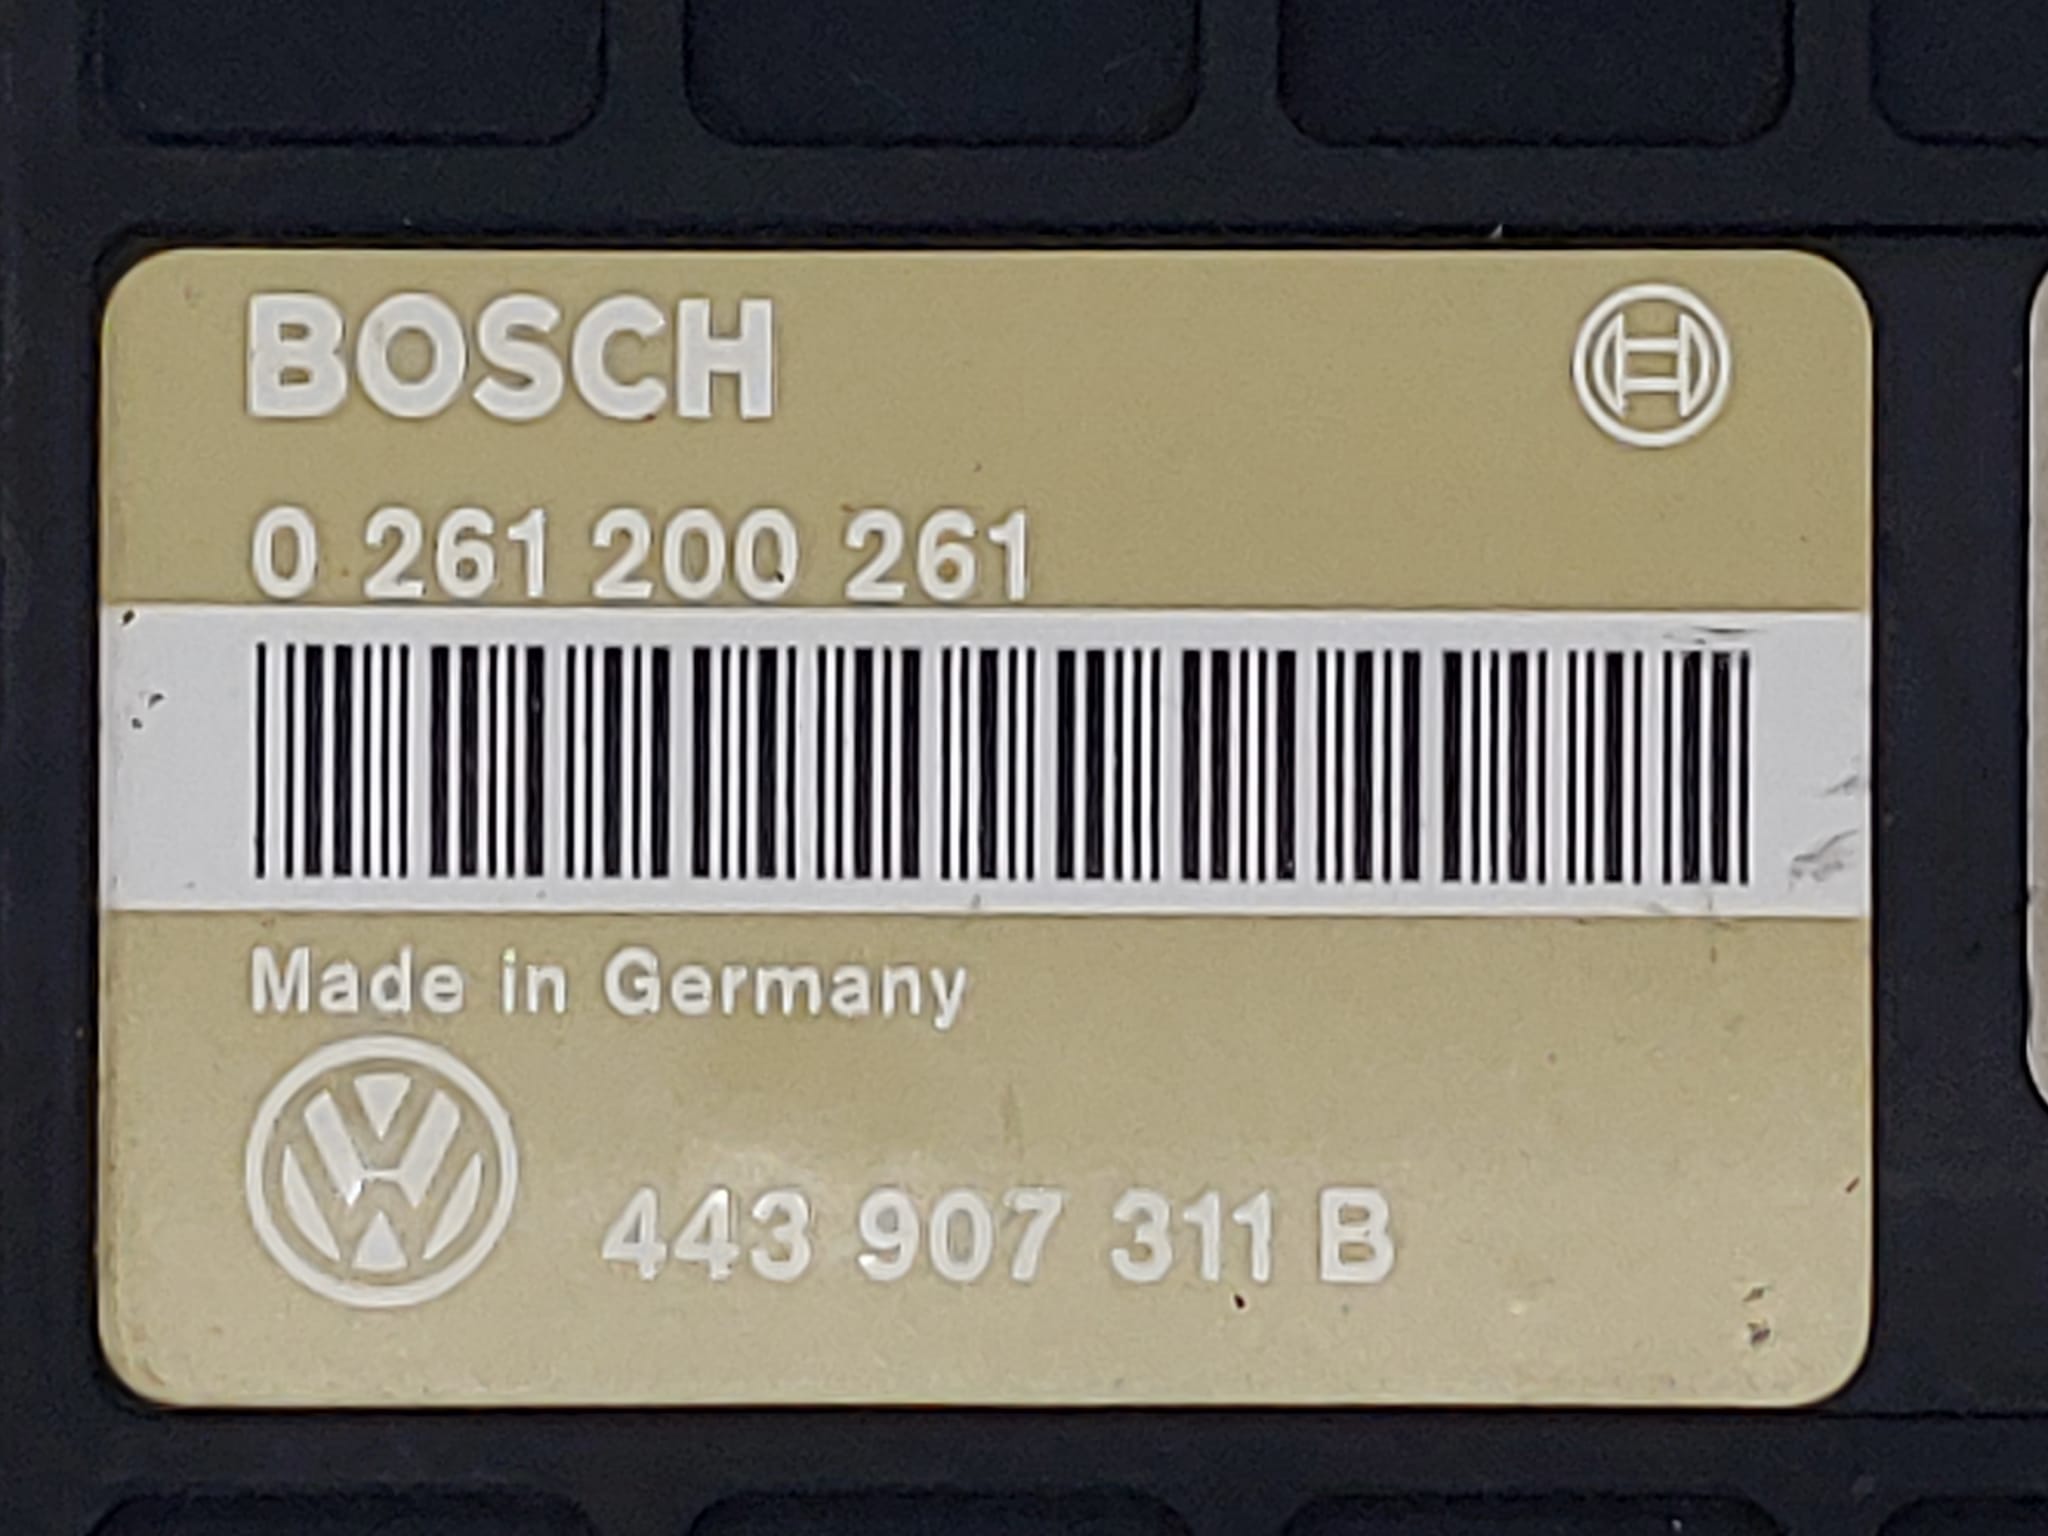 BOSCH
0 261 200 261
Made in Germany
443 907 311 B